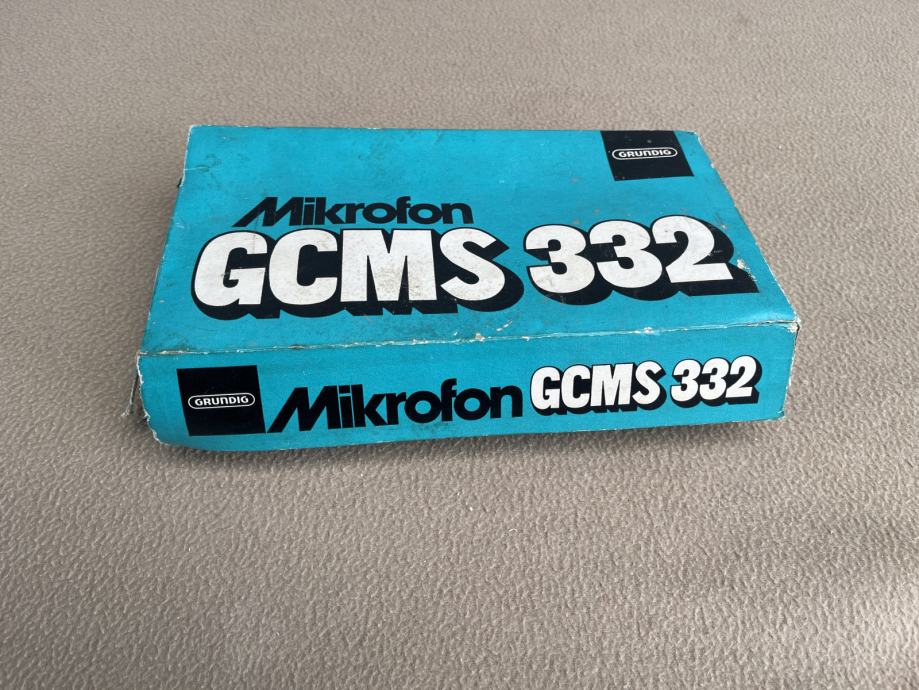 GRUNDIG
Mikrofon
GCMS 332
GRUNDIG Mikrofon GCMS 332